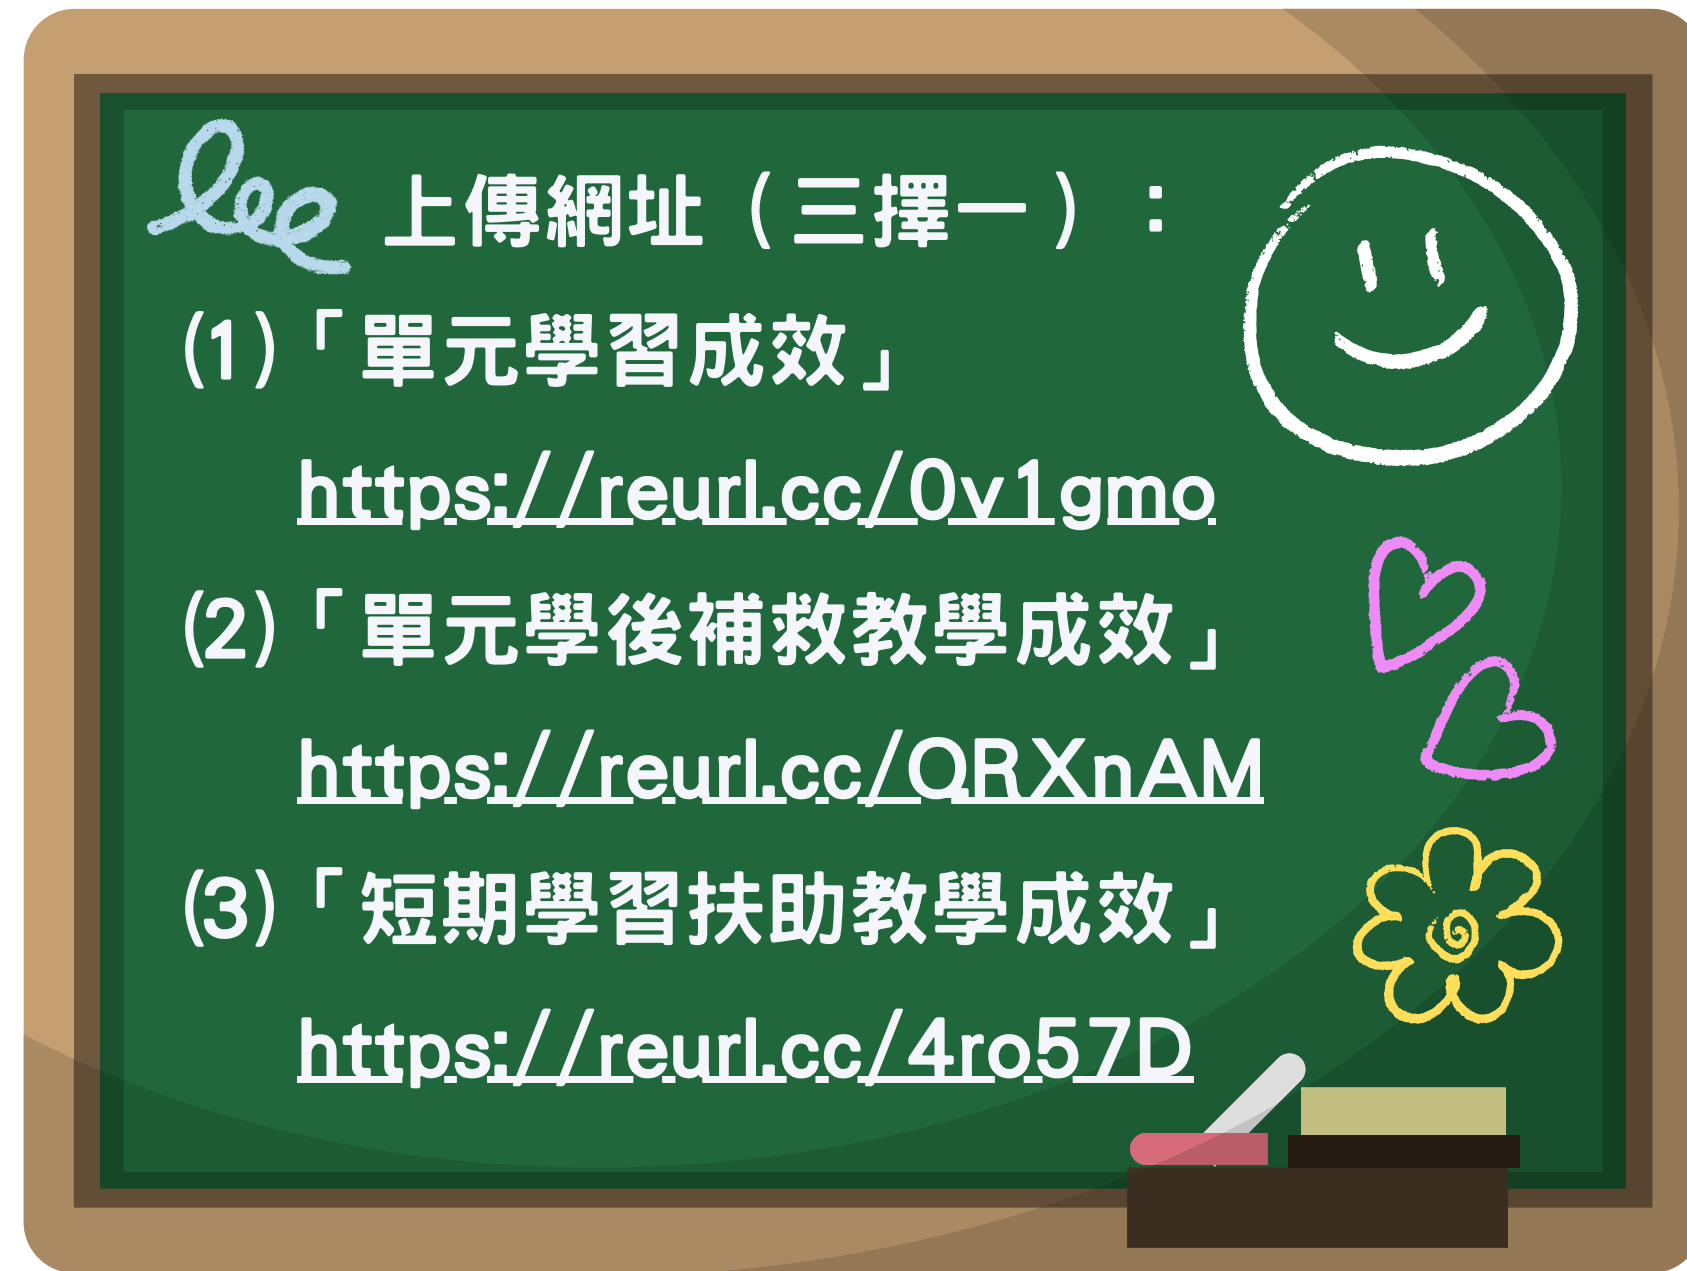 上傳網址（三擇一）：
(1)「單元學習成效」
https://reurl.cc/0v1gmo
(2)「單元學後補救教學成效」
https://reurl.cc/QRXnAM
(3)「短期學習扶助教學成效」
https://reurl.cc/4ro57D